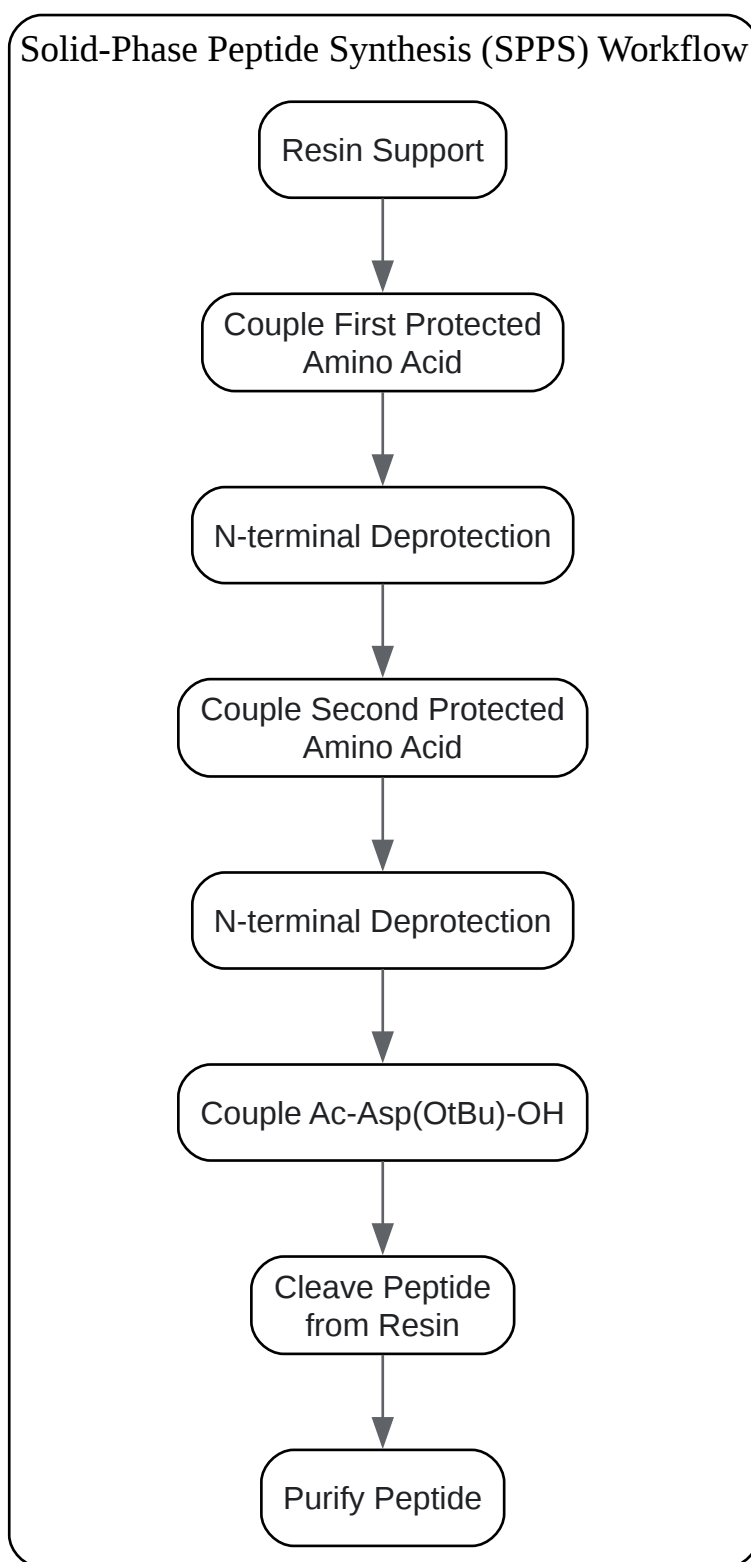 Solid-Phase Peptide Synthesis (SPPS) Workflow
Resin Support
Couple First Protected
Amino Acid
N-terminal Deprotection
Couple Second Protected
Amino Acid
N-terminal Deprotection
Couple Ac-Asp(OtBu)-OH
Cleave Peptide
from Resin
Purify Peptide